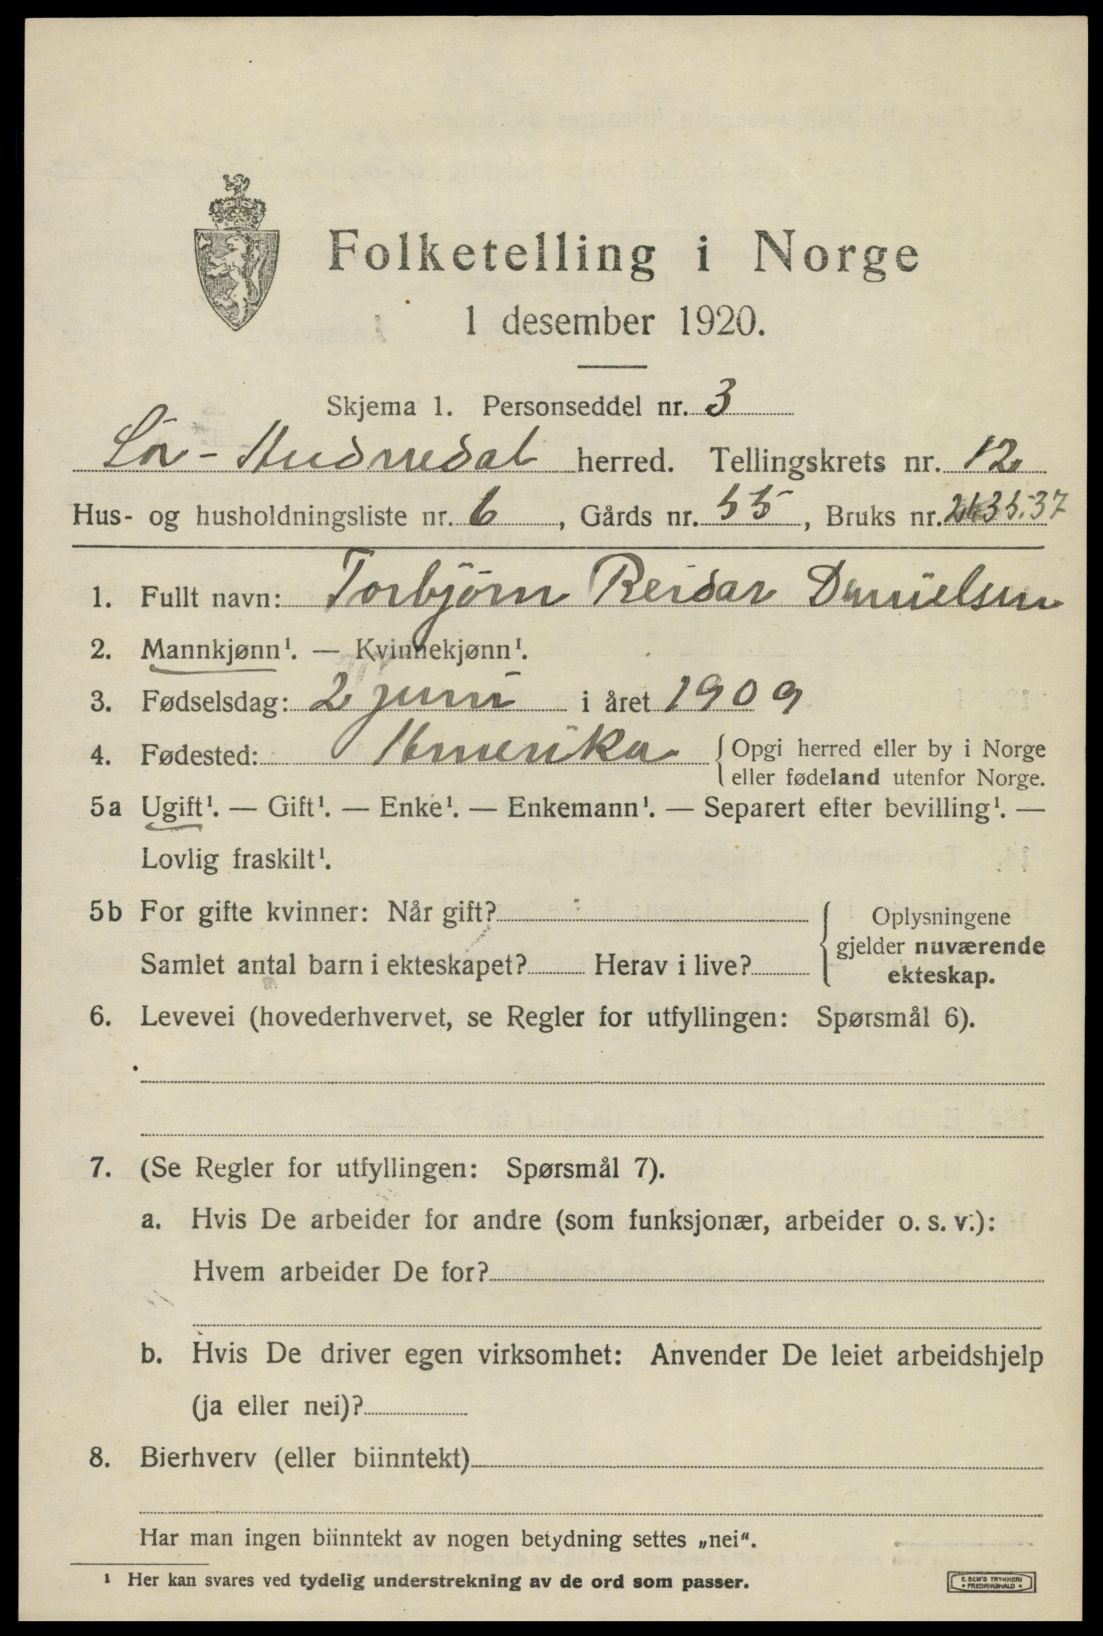 Folketelling i Norge
1 desember 1920.
Skjema 1. Personseddel nr. 3
Sör-Audnedal herred. Tellingskrets nr. 12
Hus- og husholdningsliste nr. 6, Gårds nr. 55, Bruks nr. 35.37
1. Fullt navn: Torbjörn Reidar Danielsen
2. Mannkjønn¹. — Kvinnekjønn¹.
3. Fødselsdag: 2 juni i året 1909
4. Fødested: Amerika { Opgi herred eller by i Norge
eller fødeland utenfor Norge.
5a Ugift¹. — Gift¹. — Enke¹. — Enkemann¹. — Separert efter bevilling¹. —
Lovlig fraskilt¹.
5b For gifte kvinner: Når gift? { Oplysningene
gjelder nuværende
Samlet antal barn i ekteskapet? Herav i live? ekteskap.
6. Levevei (hovederhvervet, se Regler for utfyllingen: Spørsmål 6).
7. (Se Regler for utfyllingen: Spørsmål 7).
a. Hvis De arbeider for andre (som funksjonær, arbeider o. s. v.):
Hvem arbeider De for?
b. Hvis De driver egen virksomhet: Anvender De leiet arbeidshjelp
(ja eller nei)?
8. Bierhverv (eller biinntekt)
Har man ingen biinntekt av nogen betydning settes „nei".
¹ Her kan svares ved tydelig understrekning av de ord som passer.
E. SEM'S TRYKKERI
• FREDRIKSHALD •